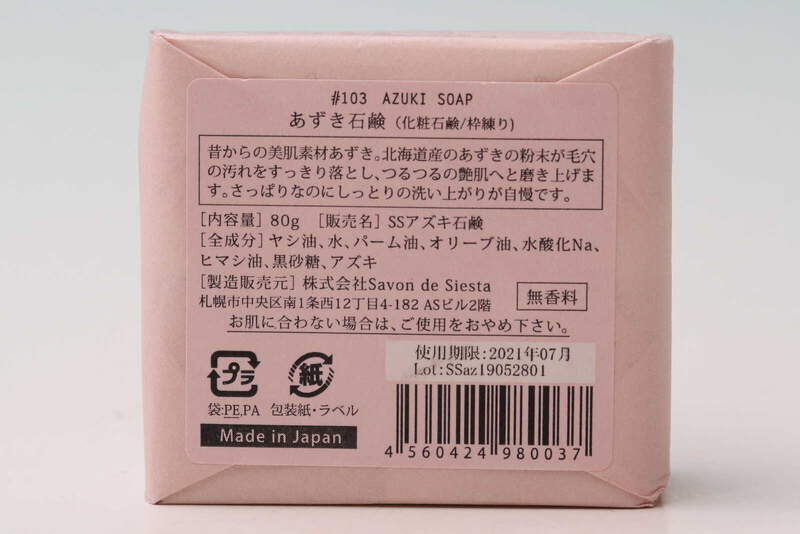 #103 AZUKI SOAP
あずき石鹸（化粧石鹸/枠練り）
昔からの美肌素材あずき。北海道産のあずきの粉末が毛穴
の汚れをすっきり落とし、つるつるの艶肌へと磨き上げま
す。さっぱりなのにしっとりの洗い上がりが自慢です。
［内容量］80g ［販売名］SSアズキ石鹸
［全成分］ヤシ油、水、パーム油、オリーブ油、水酸化Na、
ヒマシ油、黒砂糖、アズキ
［製造販売元］株式会社Savon de Siesta
札幌市中央区南1条西12丁目4-182 ASビル2階
無香料
お肌に合わない場合は、ご使用をおやめ下さい。
使用期限：2021年07月
Lot：SSaz19052801
プラ
紙
袋:PE,PA 包装紙・ラベル
Made in Japan
4 560424 980037